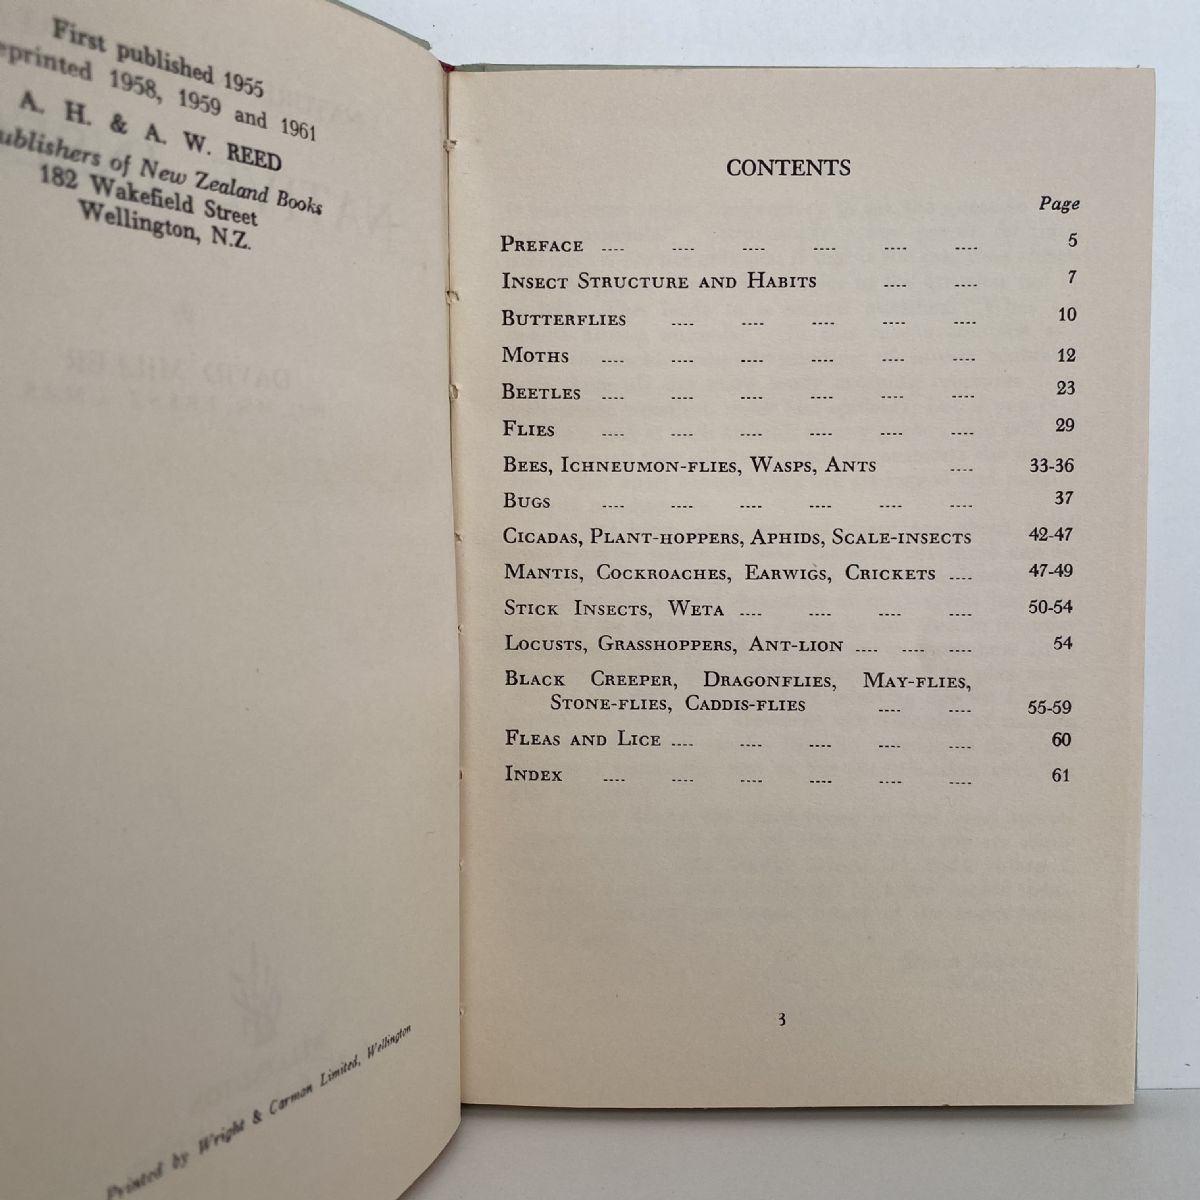 First published 1955
printed 1958, 1959 and 1961
A. H. & A. W. REED
ublishers of New Zealand Books
182 Wakefield Street
Wellington, N.Z.
Printed by Wright & Carman Limited, Wellington
CONTENTS
Page
PREFACE .... .... .... .... .... .... 5
INSECT STRUCTURE AND HABITS .... .... 7
BUTTERFLIES .... .... .... .... .... 10
MOTHS .... .... .... .... .... .... 12
BEETLES .... .... .... .... .... .... 23
FLIES .... .... .... .... .... .... 29
BEES, ICHNEUMON-FLIES, WASPS, ANTS .... 33-36
BUGS .... .... .... .... .... .... 37
CICADAS, PLANT-HOPPERS, APHIDS, SCALE-INSECTS 42-47
MANTIS, COCKROACHES, EARWIGS, CRICKETS .... 47-49
STICK INSECTS, WETA .... .... .... .... 50-54
LOCUSTS, GRASSHOPPERS, ANT-LION .... .... .... 54
BLACK CREEPER, DRAGONFLIES, MAY-FLIES,
STONE-FLIES, CADDIS-FLIES .... .... 55-59
FLEAS AND LICE .... .... .... .... .... 60
INDEX .... .... .... .... .... .... 61
3